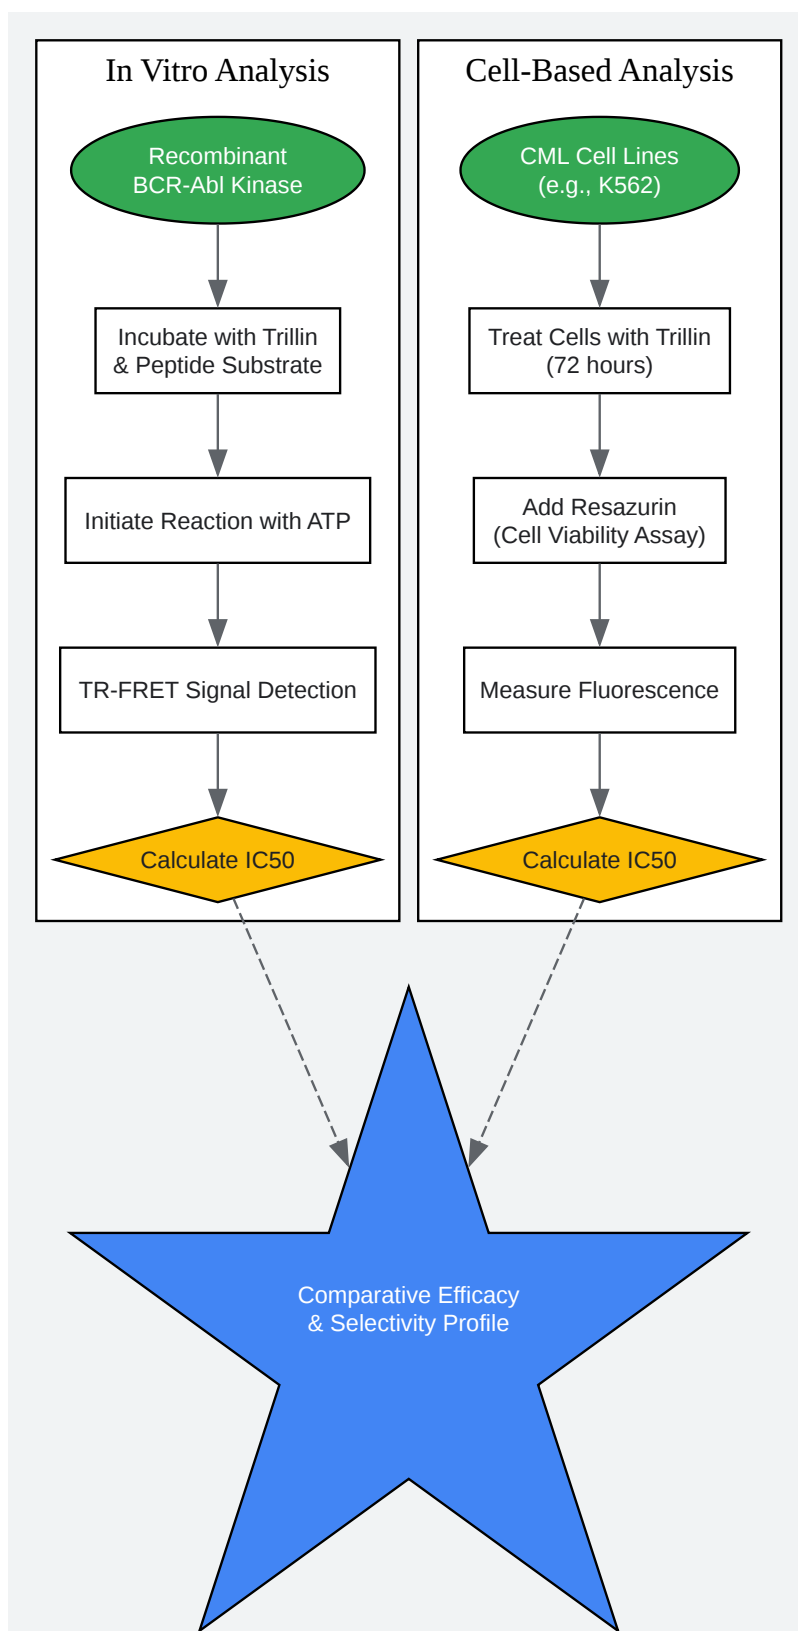 In Vitro Analysis
Recombinant
BCR-Abl Kinase
Incubate with Trillin
& Peptide Substrate
Initiate Reaction with ATP
TR-FRET Signal Detection
Calculate IC50
Cell-Based Analysis
CML Cell Lines
(e.g., K562)
Treat Cells with Trillin
(72 hours)
Add Resazurin
(Cell Viability Assay)
Measure Fluorescence
Calculate IC50
Comparative Efficacy
& Selectivity Profile